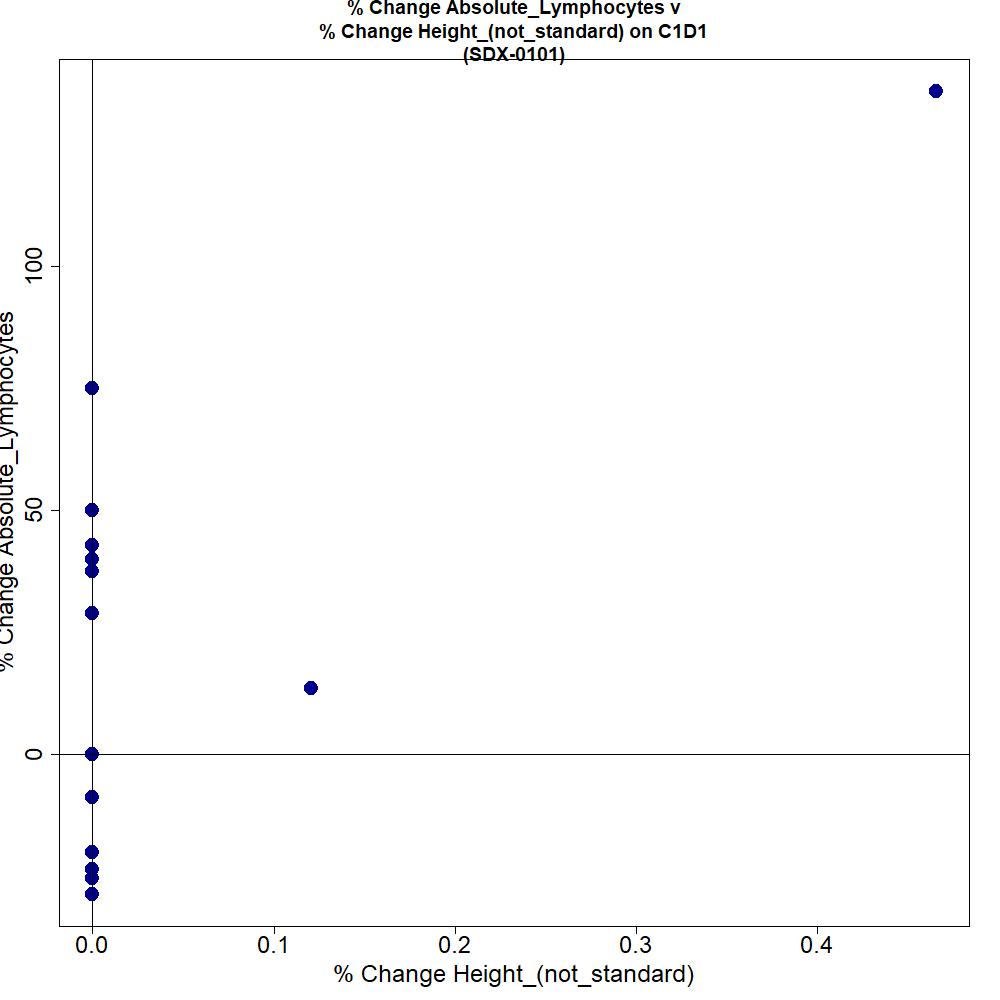 % Change Absolute_Lymphocytes v
% Change Height_(not_standard) on C1D1
(SDX-0101)
% Change Absolute_Lymphocytes
100
50
0
0.0
0.1
0.2
0.3
0.4
% Change Height_(not_standard)